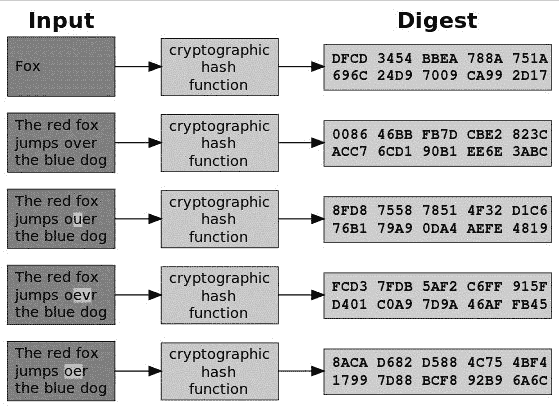 Input
Digest
Fox
cryptographic
hash
function
DFCD 3454 BBEA 788A 751A
696C 24D9 7009 CA99 2D17
The red fox
jumps over
the blue dog
cryptographic
hash
function
0086 46BB FB7D CBE2 823C
ACC7 6CD1 90B1 EE6E 3ABC
The red fox
jumps ouer
the blue dog
cryptographic
hash
function
8FD8 7558 7851 4F32 D1C6
76B1 79A9 0DA4 AEFE 4819
The red fox
jumps oevr
the blue dog
cryptographic
hash
function
FCD3 7FDB 5AF2 C6FF 915F
D401 C0A9 7D9A 46AF FB45
The red fox
jumps oer
the blue dog
cryptographic
hash
function
8ACA D682 D588 4C75 4BF4
1799 7D88 BCF8 92B9 6A6C